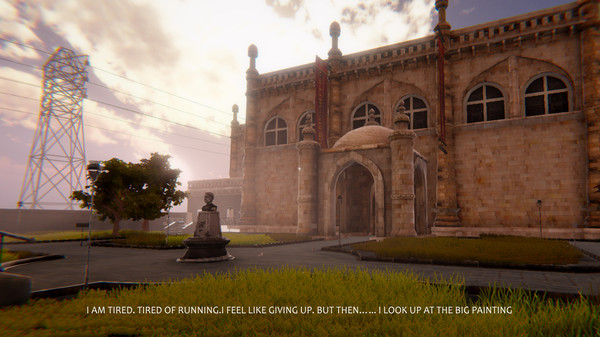 I AM TIRED. TIRED OF RUNNING.I FEEL LIKE GIVING UP. BUT THEN...... I LOOK UP AT THE BIG PAINTING